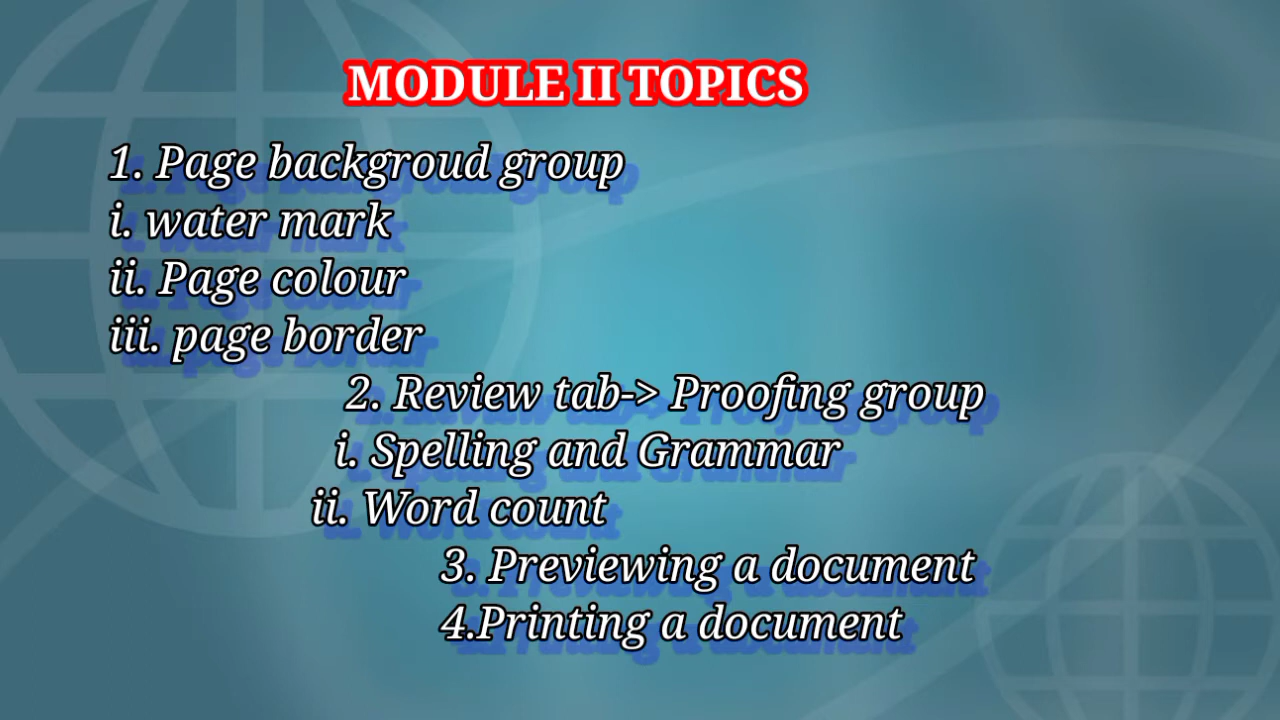 MODULE II TOPICS
1. Page backgroud group
i. water mark
ii. Page colour
iii. page border
2. Review tab-> Proofing group
i. Spelling and Grammar
ii. Word count
3. Previewing a document
4.Printing a document